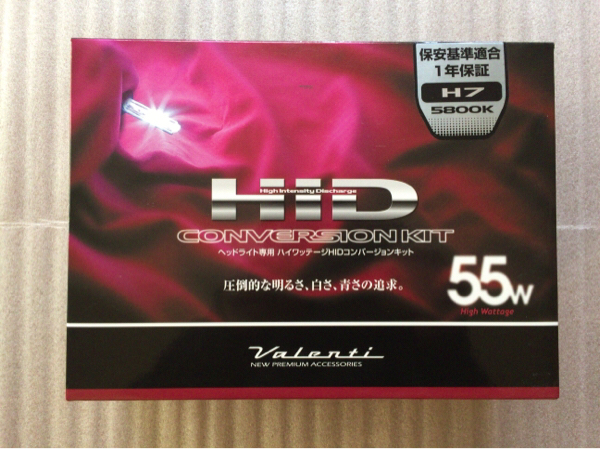 保安基準適合
1年保証
H7
5800K
High Intensity Discharge
HID
CONVERSION KIT
ヘッドライト専用 ハイワッテージHIDコンバージョンキット
圧倒的な明るさ、白さ、青さの追求。
55W
High Wattage
Valenti
NEW PREMIUM ACCESSORIES